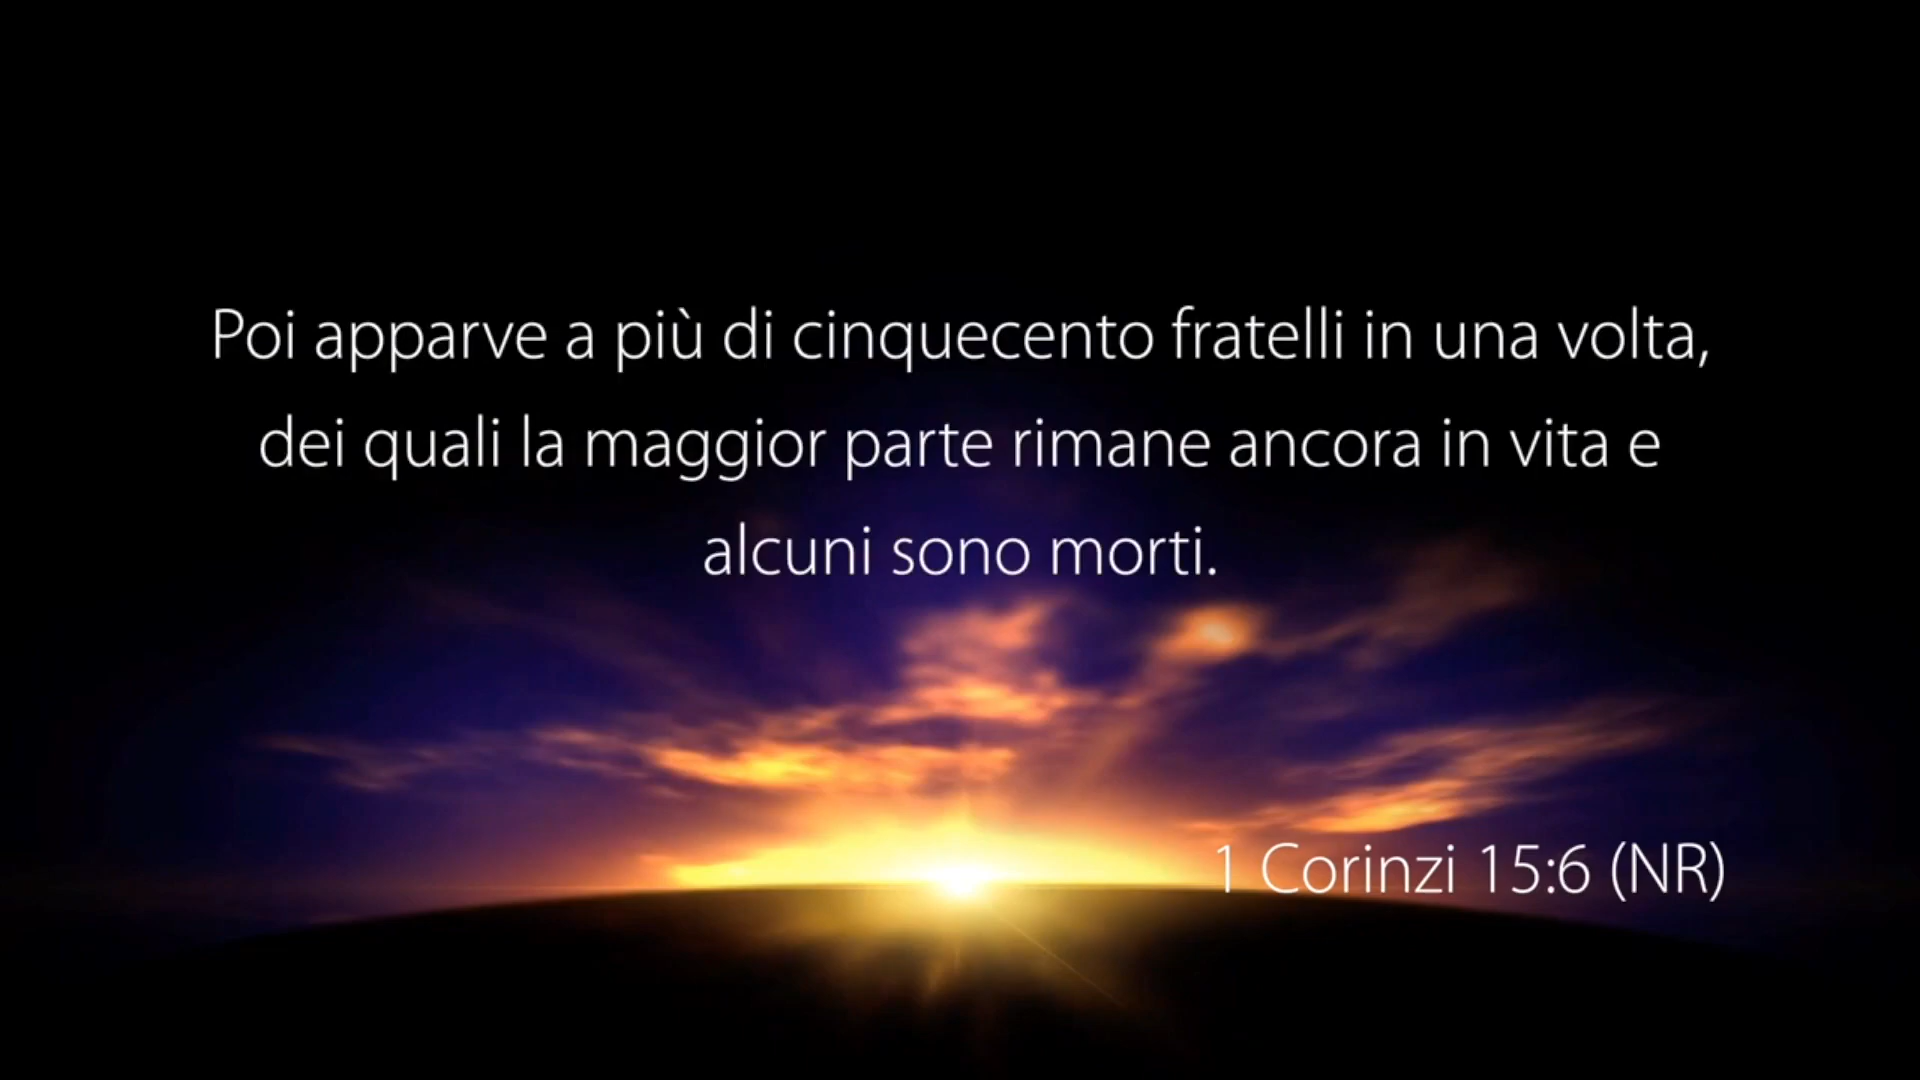 Poi apparve a più di cinquecento fratelli in una volta,
dei quali la maggior parte rimane ancora in vita e
alcuni sono morti.
1 Corinzi 15:6 (NR)